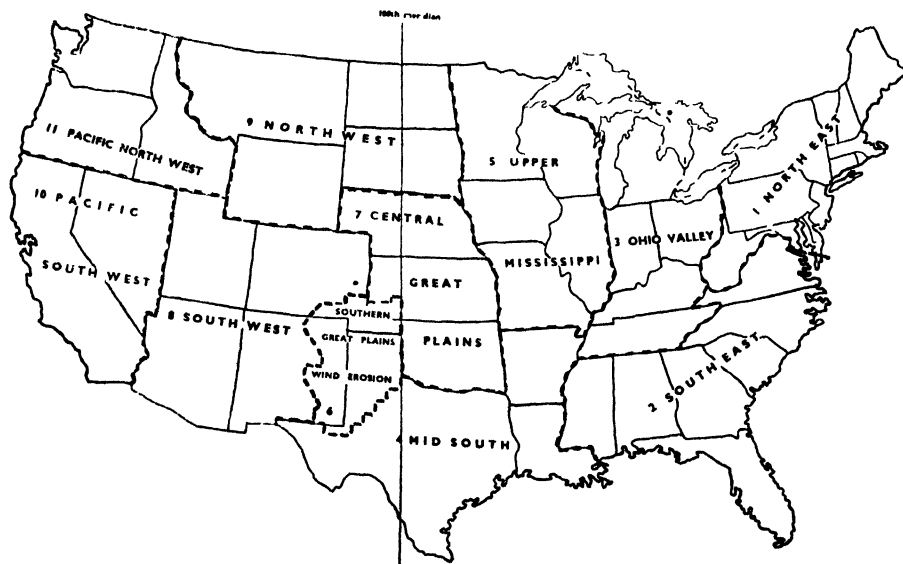 100th meridian
9 NORTH WEST
11 PACIFIC NORTH WEST
5 UPPER
MISSISSIPPI
1 NORTH EAST
10 PACIFIC
SOUTH WEST
7 CENTRAL
GREAT
PLAINS
3 OHIO VALLEY
8 SOUTH WEST
SOUTHERN
GREAT PLAINS
WIND EROSION
6
2 SOUTH EAST
4 MID SOUTH